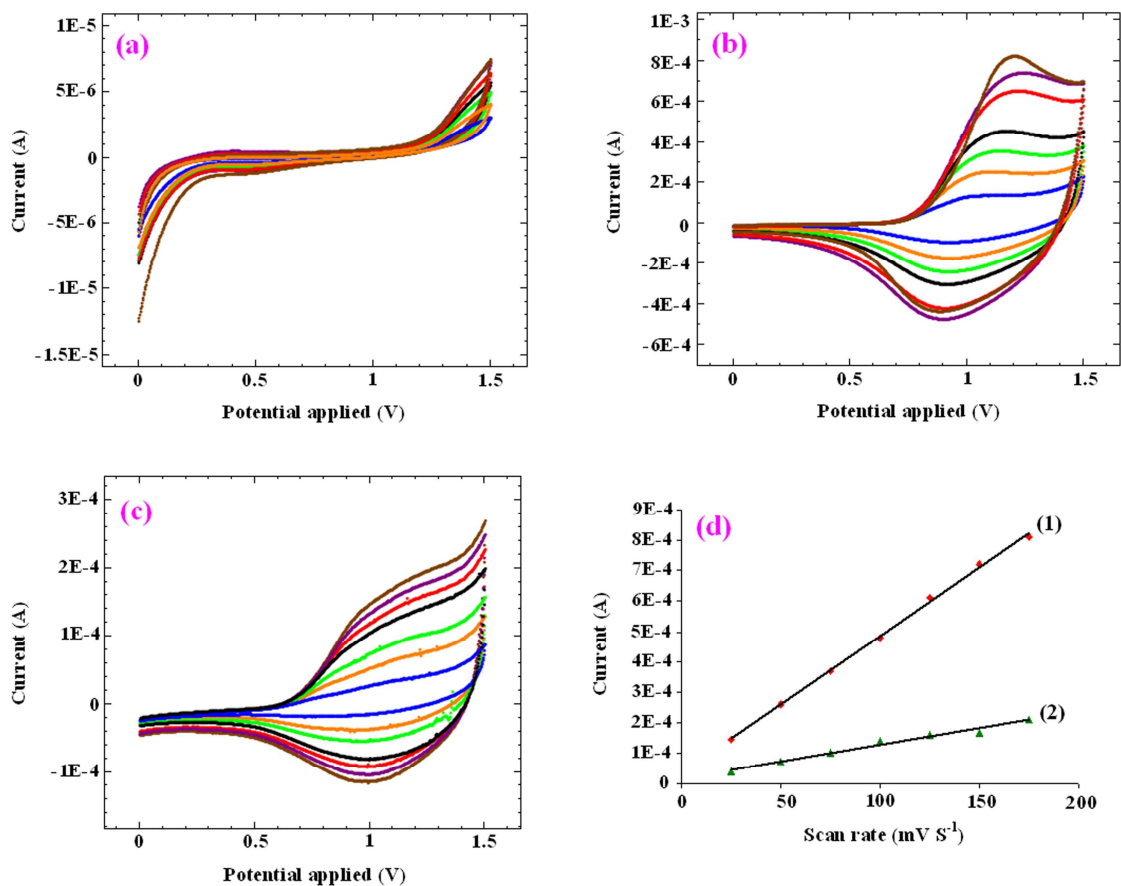 (a)
1E-5
5E-6
0
-5E-6
-1E-5
-1.5E-5
Current (A)
0 0.5 1 1.5
Potential applied (V)
(b)
1E-3
8E-4
6E-4
4E-4
2E-4
0
-2E-4
-4E-4
-6E-4
Current (A)
0 0.5 1 1.5
Potential applied (V)
(c)
3E-4
2E-4
1E-4
0
-1E-4
Current (A)
0 0.5 1 1.5
Potential applied (V)
(d)
9E-4
8E-4
7E-4
6E-4
5E-4
4E-4
3E-4
2E-4
1E-4
0
Current (A)
(1)
(2)
0 50 100 150 200
Scan rate (mV S⁻¹)